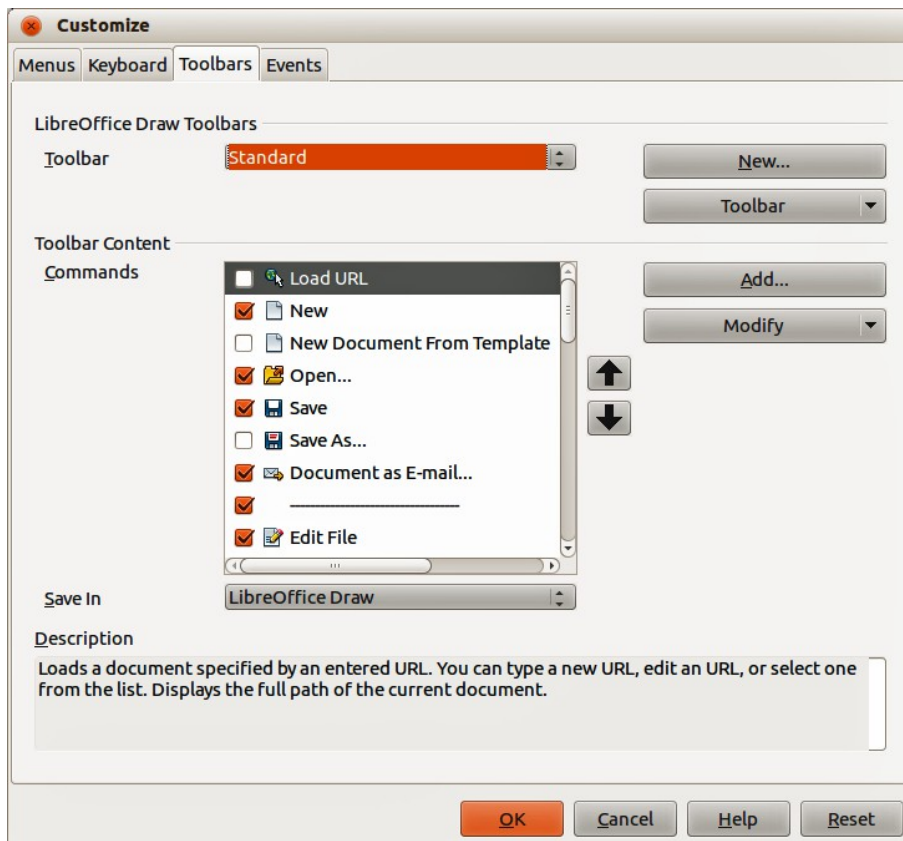 Customize
Menus Keyboard Toolbars Events
LibreOffice Draw Toolbars
Toolbar Standard New...
Toolbar
Toolbar Content
Commands Load URL Add...
New Modify
New Document From Template
Open...
Save
Save As...
Document as E-mail...
--------------------------------
Edit File
Save In LibreOffice Draw
Description
Loads a document specified by an entered URL. You can type a new URL, edit an URL, or select one
from the list. Displays the full path of the current document.
OK Cancel Help Reset